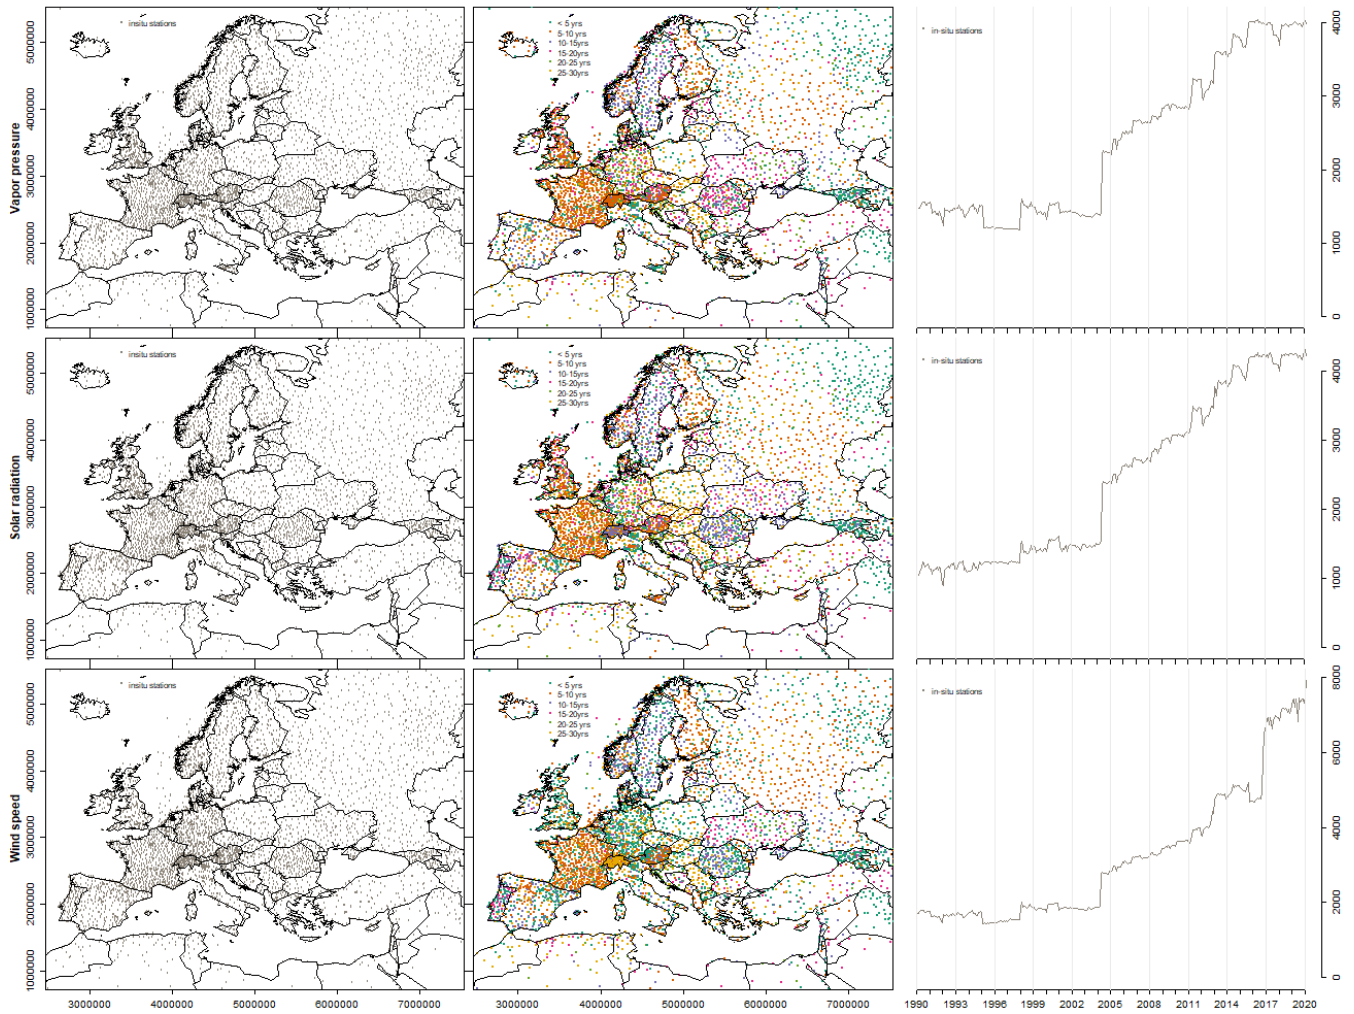 insitu stations
< 5 yrs
5-10 yrs
10-15yrs
15-20yrs
20-25 yrs
25-30yrs
in-situ stations
Vapor pressure
1000000 2000000 3000000 4000000 5000000
0 1000 2000 3000 4000
insitu stations
< 5 yrs
5-10 yrs
10-15yrs
15-20yrs
20-25 yrs
25-30yrs
in-situ stations
Solar radiation
1000000 2000000 3000000 4000000 5000000
0 1000 2000 3000 4000
insitu stations
< 5 yrs
5-10 yrs
10-15yrs
15-20yrs
20-25yrs
25-30yrs
in-situ stations
Wind speed
1000000 2000000 3000000 4000000 5000000
0 2000 4000 6000 8000
3000000 4000000 5000000 6000000 7000000
3000000 4000000 5000000 6000000 7000000
1990 1993 1996 1999 2002 2005 2008 2011 2014 2017 2020